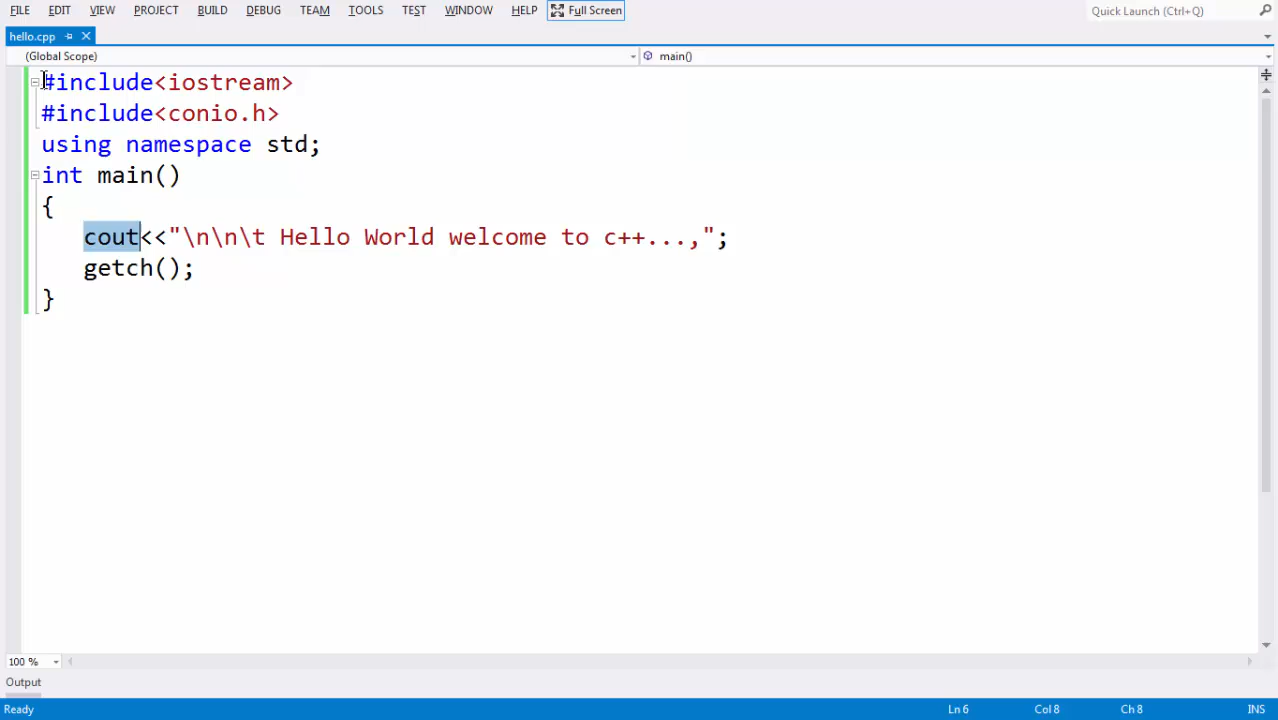 FILE EDIT VIEW PROJECT BUILD DEBUG TEAM TOOLS TEST WINDOW HELP Full Screen Quick Launch (Ctrl+Q)
hello.cpp
(Global Scope) main()
#include<iostream>
#include<conio.h>
using namespace std;
int main()
{
cout<<"\n\n\t Hello World welcome to c++...,";
getch();
}
100 %
Output
Ready Ln 6 Col 8 Ch 8 INS